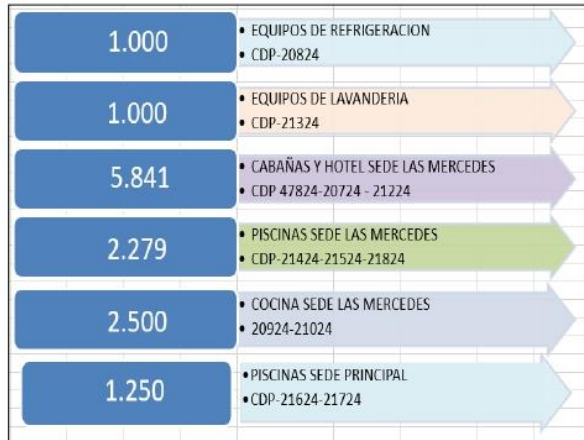 1.000
• EQUIPOS DE REFRIGERACION
• CDP-20824
1.000
• EQUIPOS DE LAVANDERIA
• CDP-21324
5.841
• CABAÑAS Y HOTEL SEDE LAS MERCEDES
• CDP 47824-20724 - 21224
2.279
• PISCINAS SEDE LAS MERCEDES
• CDP-21424-21524-21824
2.500
• COCINA SEDE LAS MERCEDES
• 20924-21024
1.250
• PISCINAS SEDE PRINCIPAL
• CDP-21624-21724